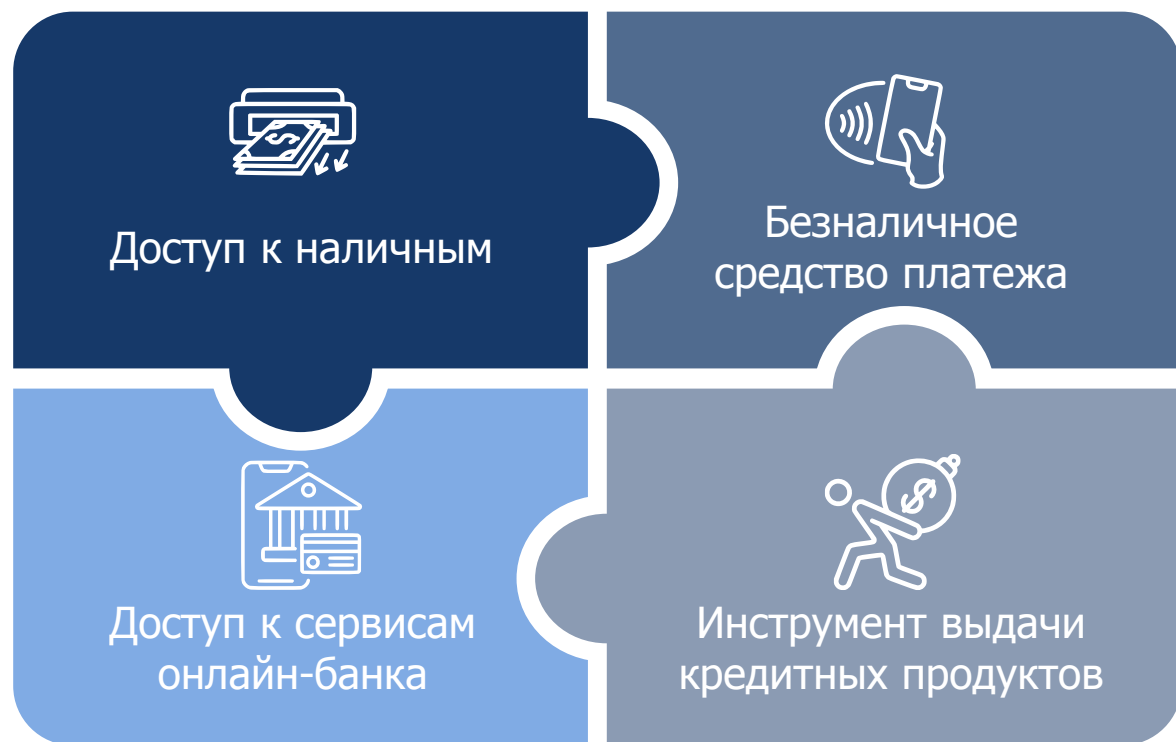 Доступ к наличным
Безналичное
средство платежа
Доступ к сервисам
онлайн-банка
Инструмент выдачи
кредитных продуктов